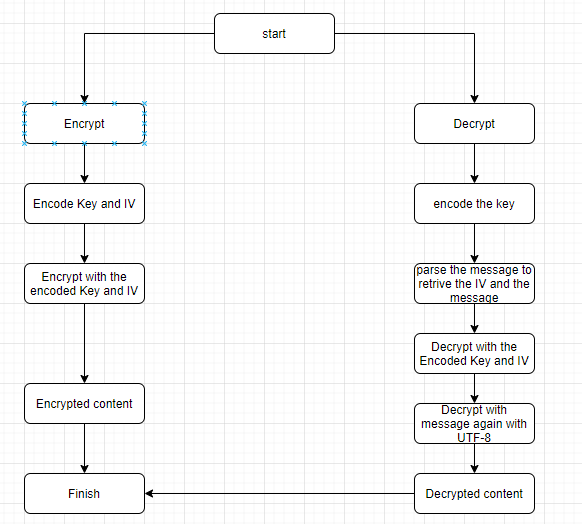 start
Encrypt
Decrypt
Encode Key and IV
encode the key
Encrypt with the
encoded Key and IV
parse the message to
retrive the IV and the
message
Decrypt with the
Encoded Key and IV
Encrypted content
Decrypt with
message again with
UTF-8
Finish
Decrypted content